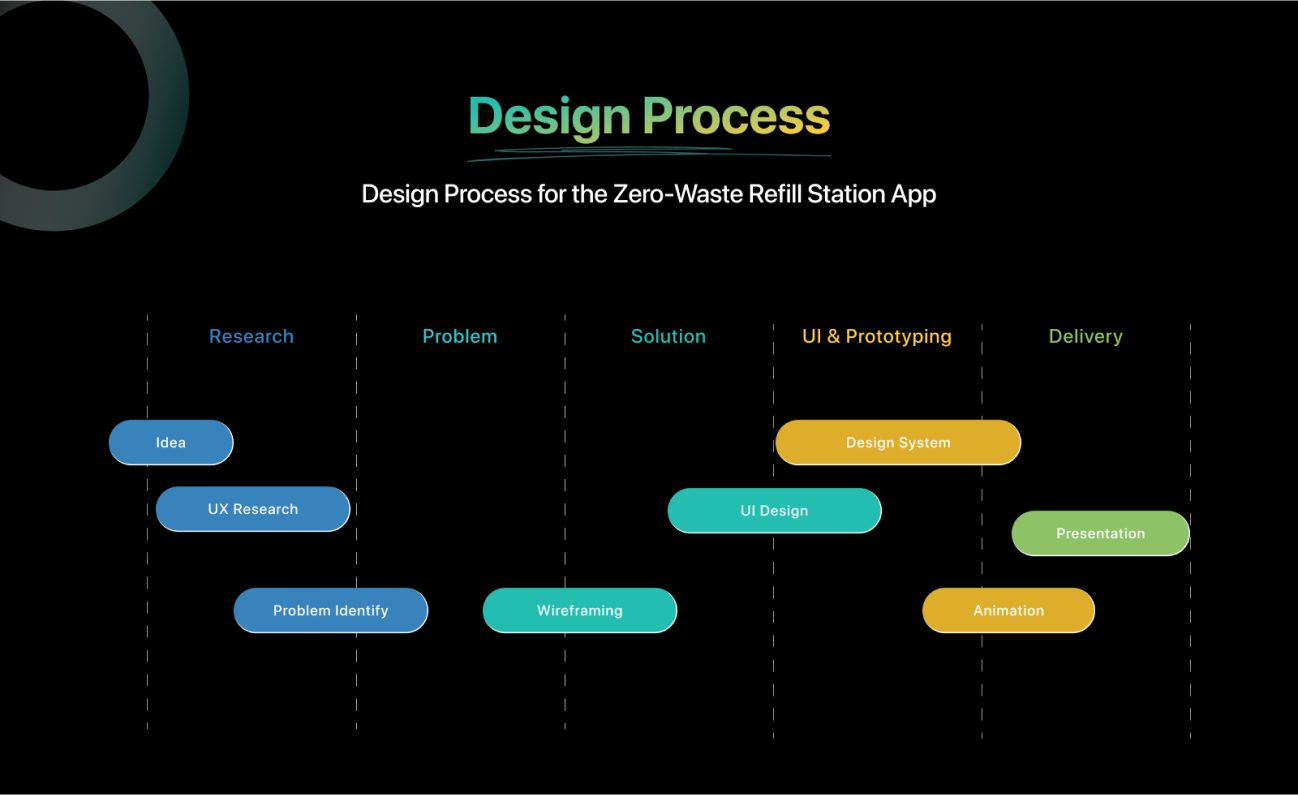 Design Process
Design Process for the Zero-Waste Refill Station App
Research
Problem
Solution
UI & Prototyping
Delivery
Idea
Design System
UX Research
UI Design
Presentation
Problem Identify
Wireframing
Animation